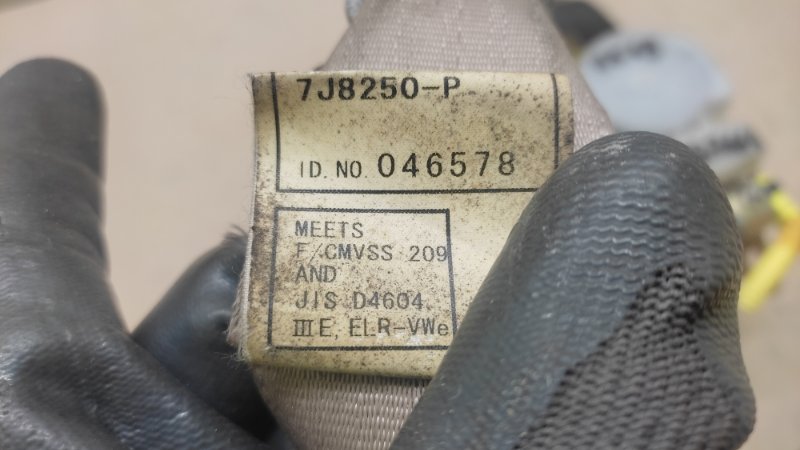 7J8250-P
ID. NO. 046578
MEETS
F/CMVSS 209
AND
JIS D4604.
ⅢE, ELR-VWe